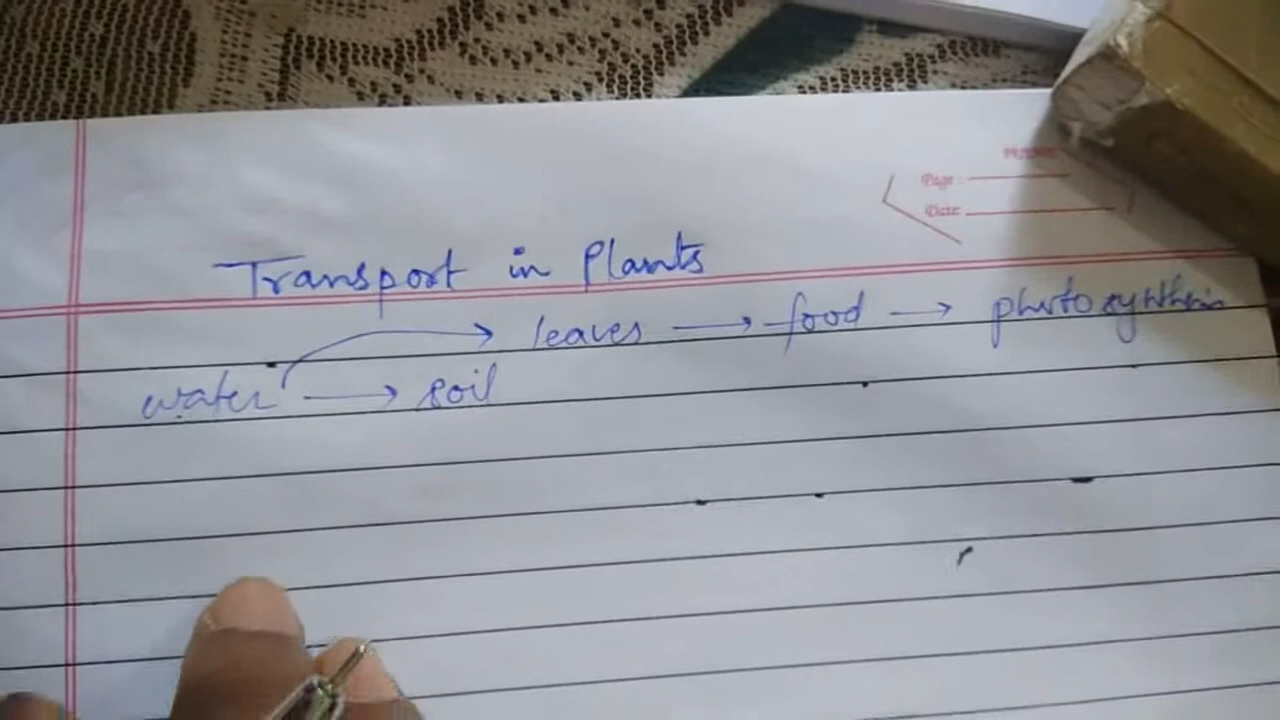 Page:
Date:
Transport in Plants
leaves → food → photosynthesis
water → soil